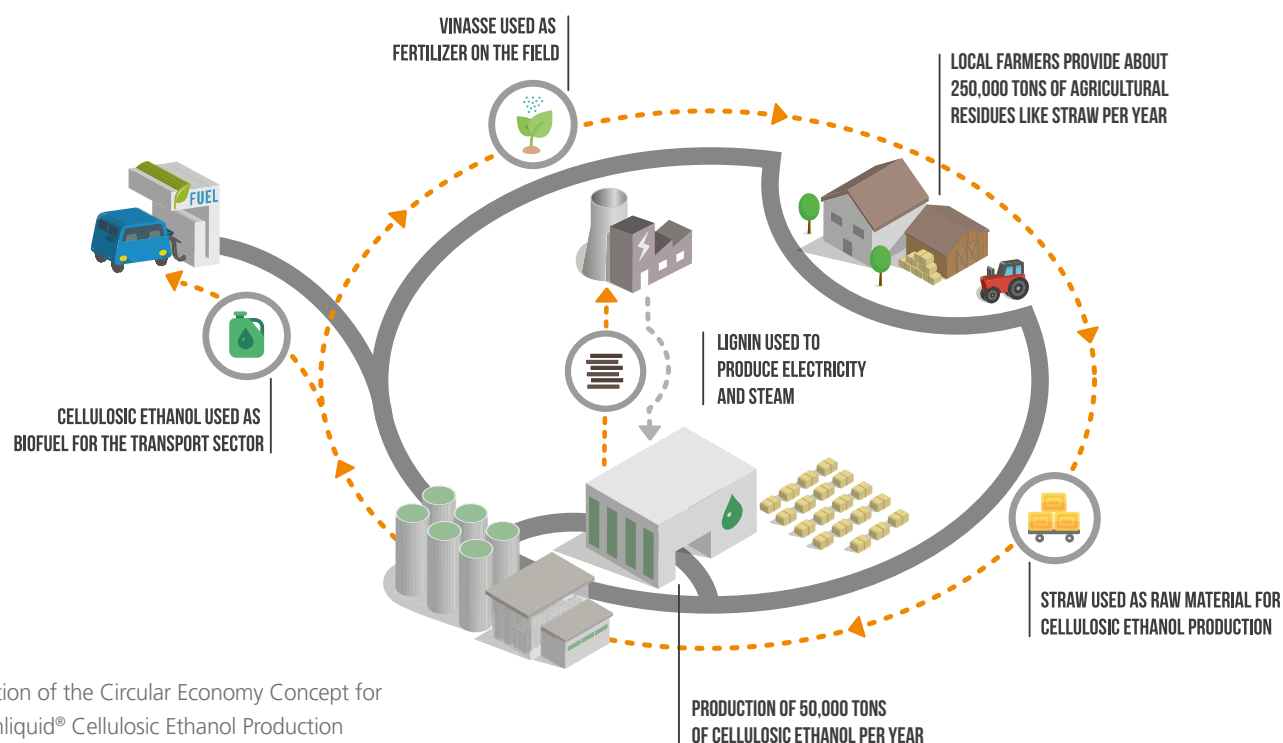 VINASSE USED AS
FERTILIZER ON THE FIELD
LOCAL FARMERS PROVIDE ABOUT
250,000 TONS OF AGRICULTURAL
RESIDUES LIKE STRAW PER YEAR
FUEL
LIGNIN USED TO
PRODUCE ELECTRICITY
AND STEAM
CELLULOSIC ETHANOL USED AS
BIOFUEL FOR THE TRANSPORT SECTOR
STRAW USED AS RAW MATERIAL FOR
CELLULOSIC ETHANOL PRODUCTION
PRODUCTION OF 50,000 TONS
OF CELLULOSIC ETHANOL PER YEAR
of the Circular Economy Concept for
Cellulosic Ethanol Production